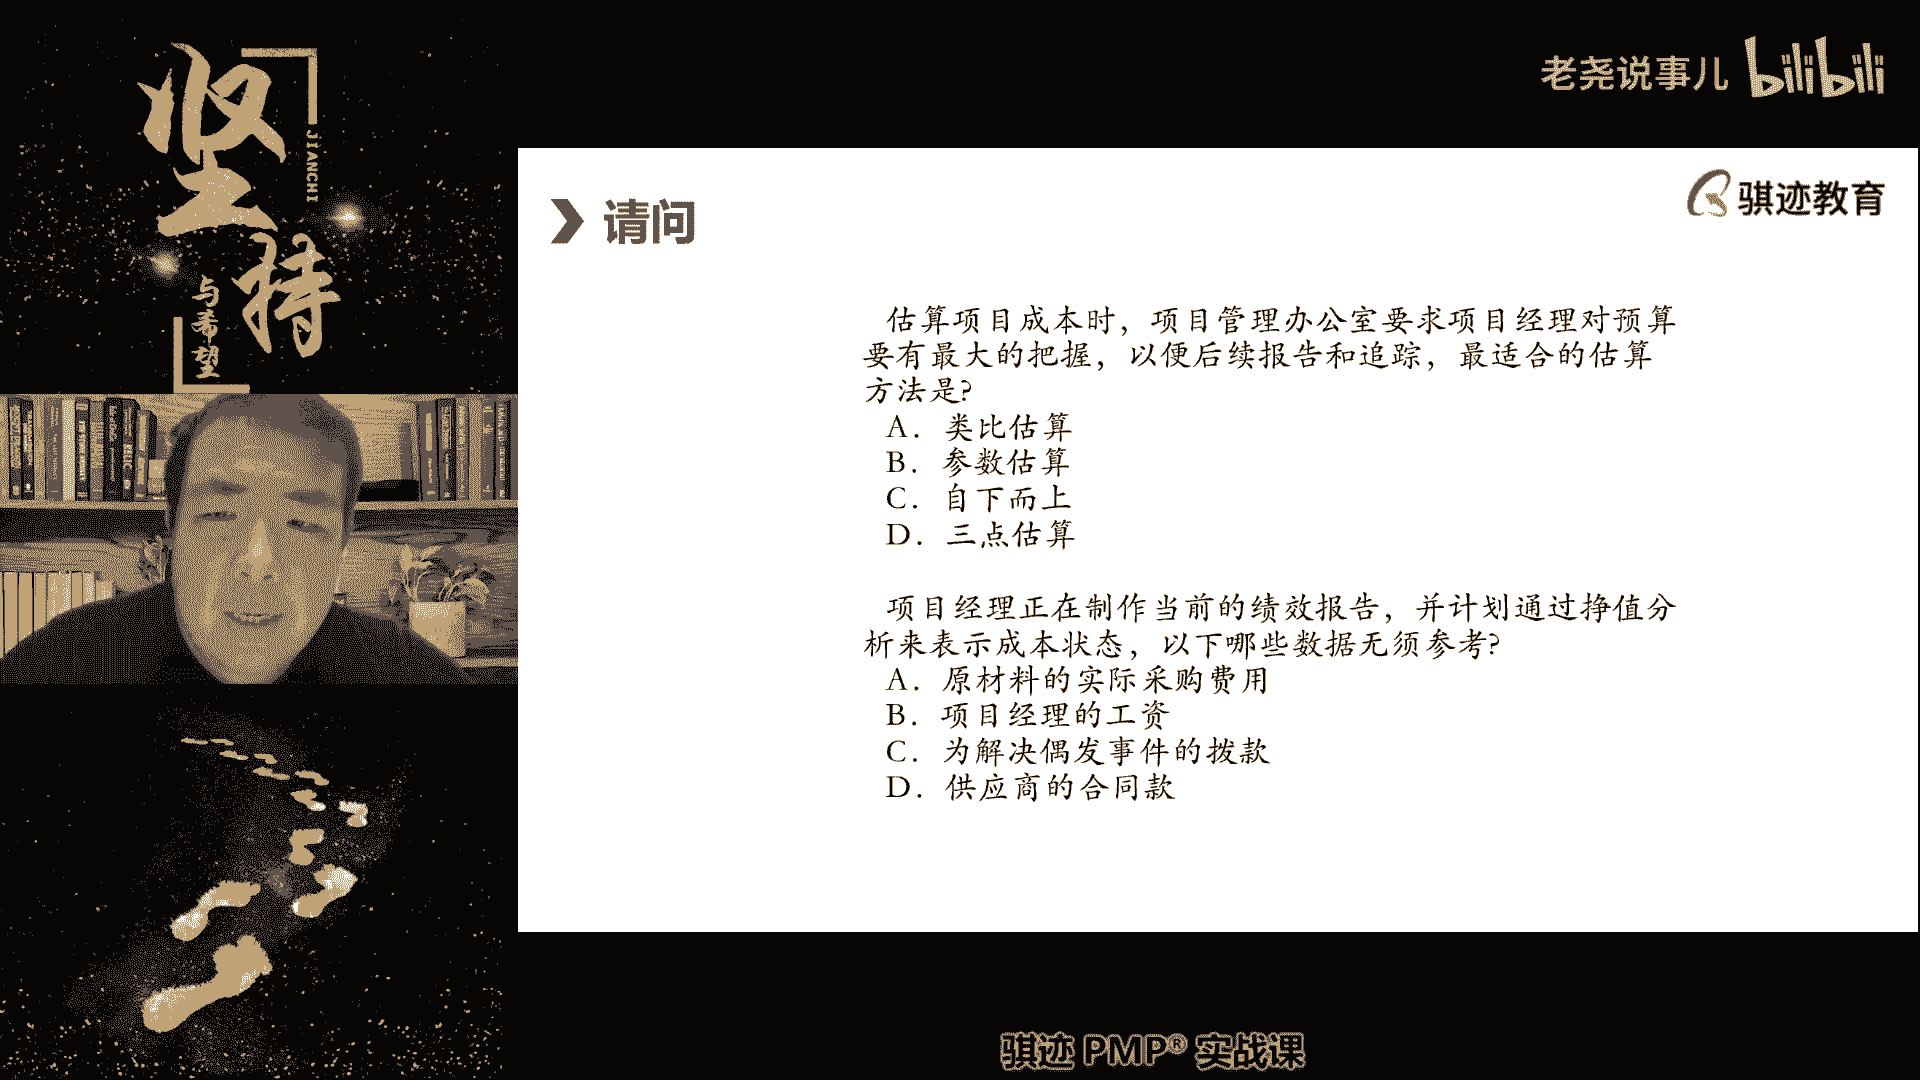 坚持
JIANCHI
与希望
老尧说事儿 bilibili
骐迹教育
请问
估算项目成本时，项目管理办公室要求项目经理对预算
要有最大的把握，以便后续报告和追踪，最适合的估算
方法是?
A．类比估算
B．参数估算
C．自下而上
D．三点估算
项目经理正在制作当前的绩效报告，并计划通过挣值分
析来表示成本状态，以下哪些数据无须参考?
A．原材料的实际采购费用
B．项目经理的工资
C．为解决偶发事件的拨款
D．供应商的合同款
骐迹 PMP® 实战课